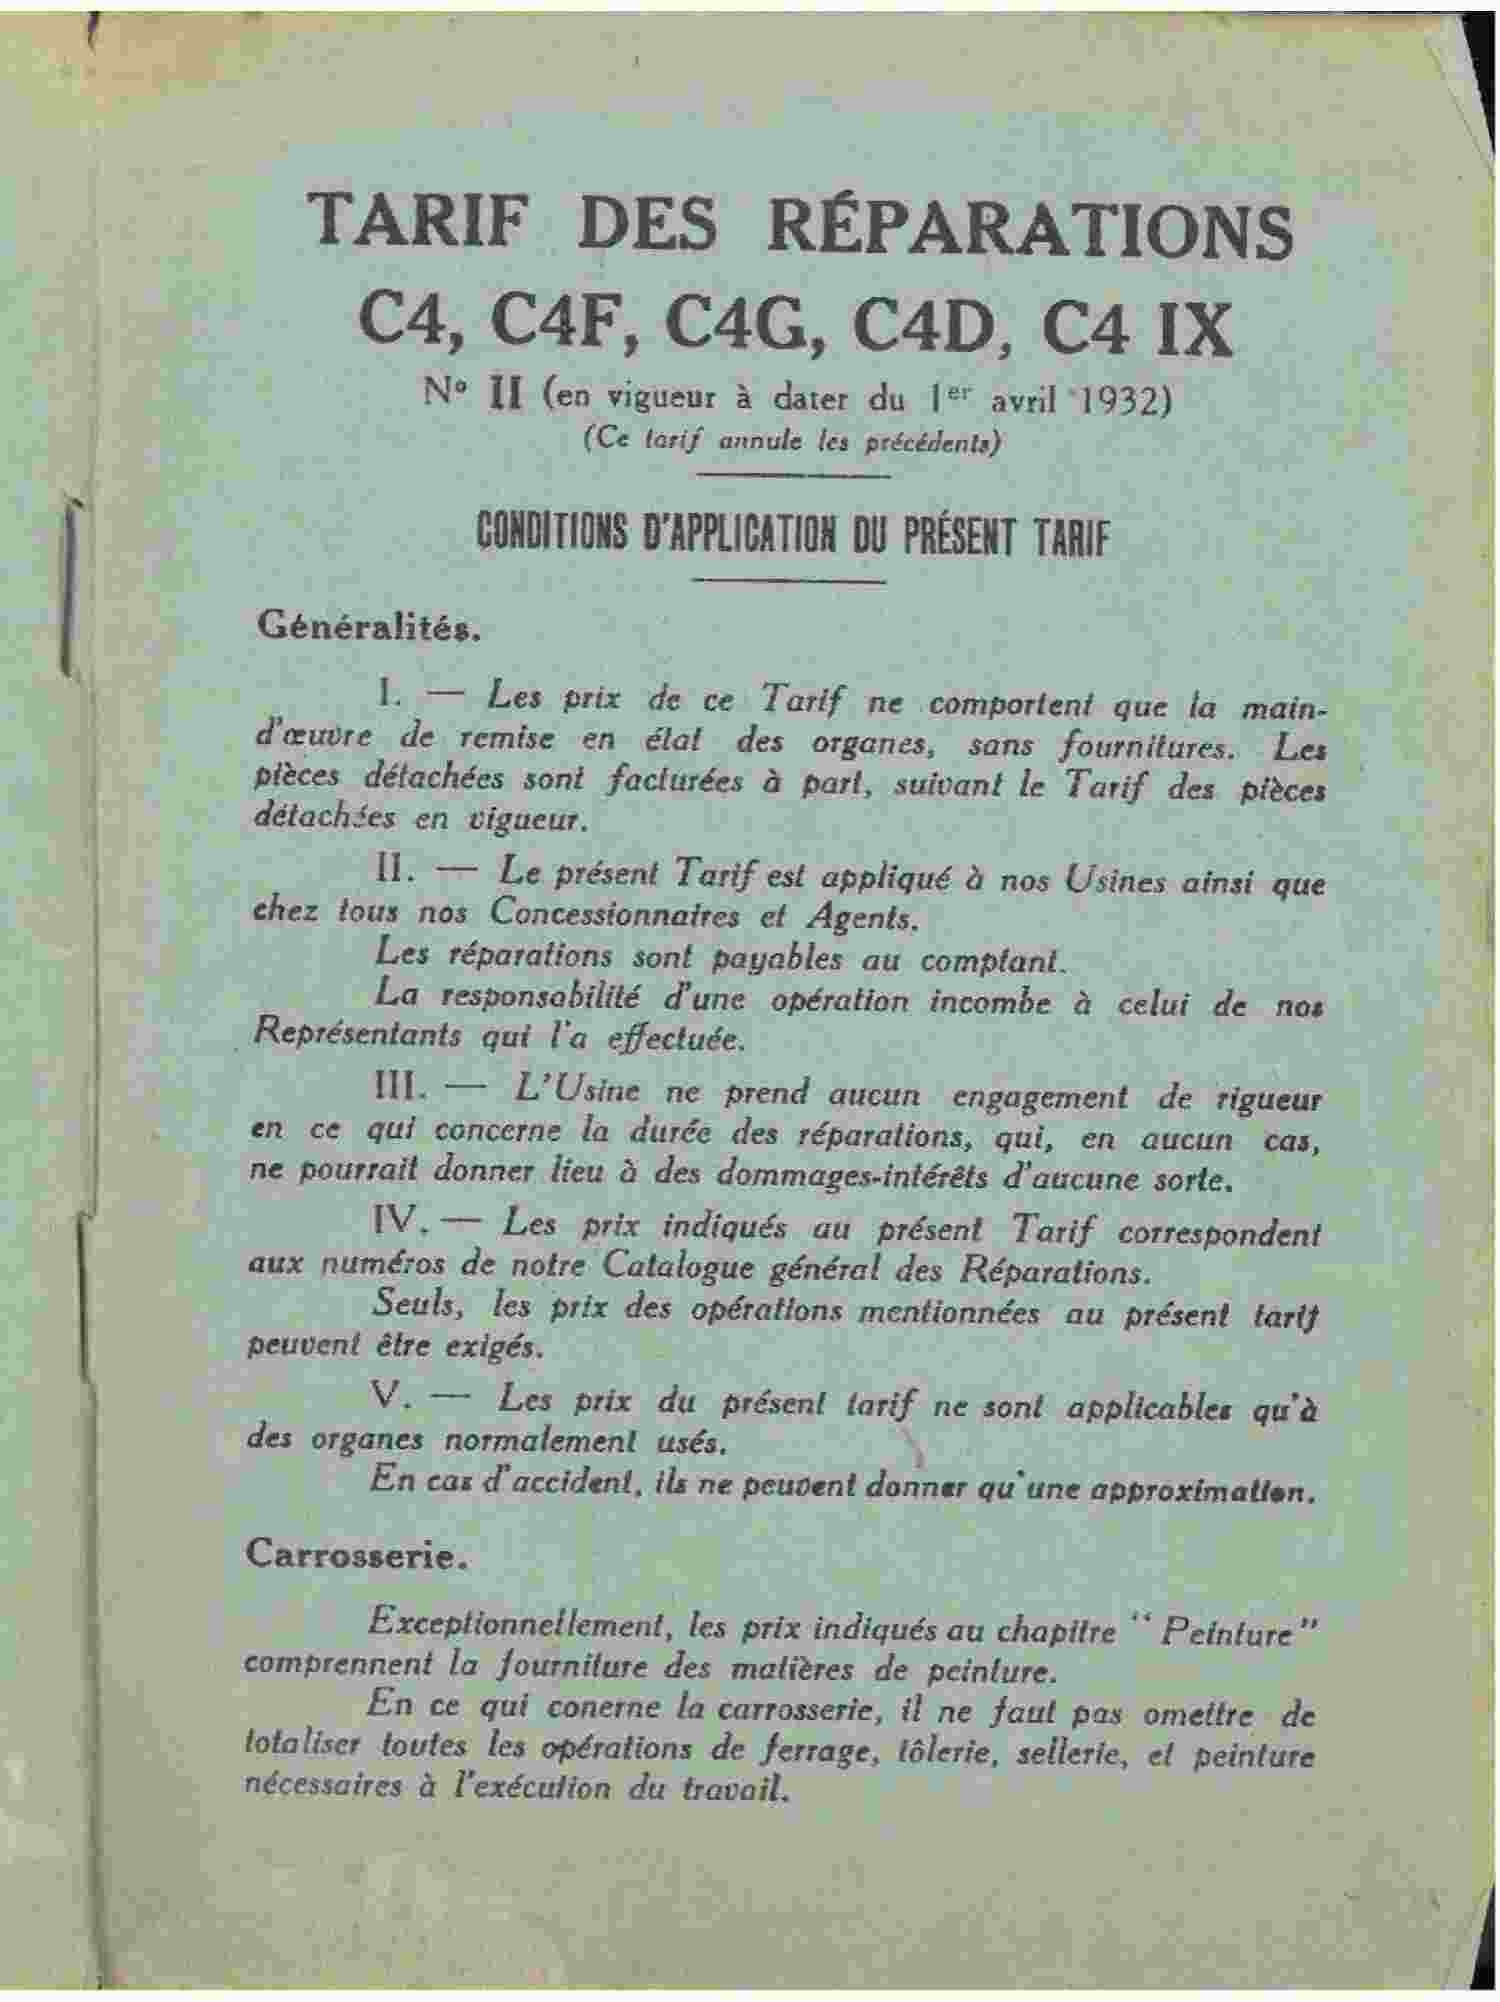 TARIF DES RÉPARATIONS
C4, C4F, C4G, C4D, C4 IX
N° II (en vigueur à dater du 1er avril 1932)
(Ce tarif annule les précédents)
CONDITIONS D'APPLICATION DU PRÉSENT TARIF
Généralités.
I. — Les prix de ce Tarif ne comportent que la main-
d'œuvre de remise en état des organes, sans fournitures. Les
pièces détachées sont facturées à part, suivant le Tarif des pièces
détachées en vigueur.
II. — Le présent Tarif est appliqué à nos Usines ainsi que
chez tous nos Concessionnaires et Agents.
Les réparations sont payables au comptant.
La responsabilité d'une opération incombe à celui de nos
Représentants qui l'a effectuée.
III. — L'Usine ne prend aucun engagement de rigueur
en ce qui concerne la durée des réparations, qui, en aucun cas,
ne pourrait donner lieu à des dommages-intérêts d'aucune sorte.
IV. — Les prix indiqués au présent Tarif correspondent
aux numéros de notre Catalogue général des Réparations.
Seuls, les prix des opérations mentionnées au présent tarif
peuvent être exigés.
V. — Les prix du présent tarif ne sont applicables qu'à
des organes normalement usés.
En cas d'accident, ils ne peuvent donner qu'une approximation.
Carrosserie.
Exceptionnellement, les prix indiqués au chapitre "Peinture"
comprennent la fourniture des matières de peinture.
En ce qui conerne la carrosserie, il ne faut pas omettre de
totaliser toutes les opérations de ferrage, tôlerie, sellerie, et peinture
nécessaires à l'exécution du travail.